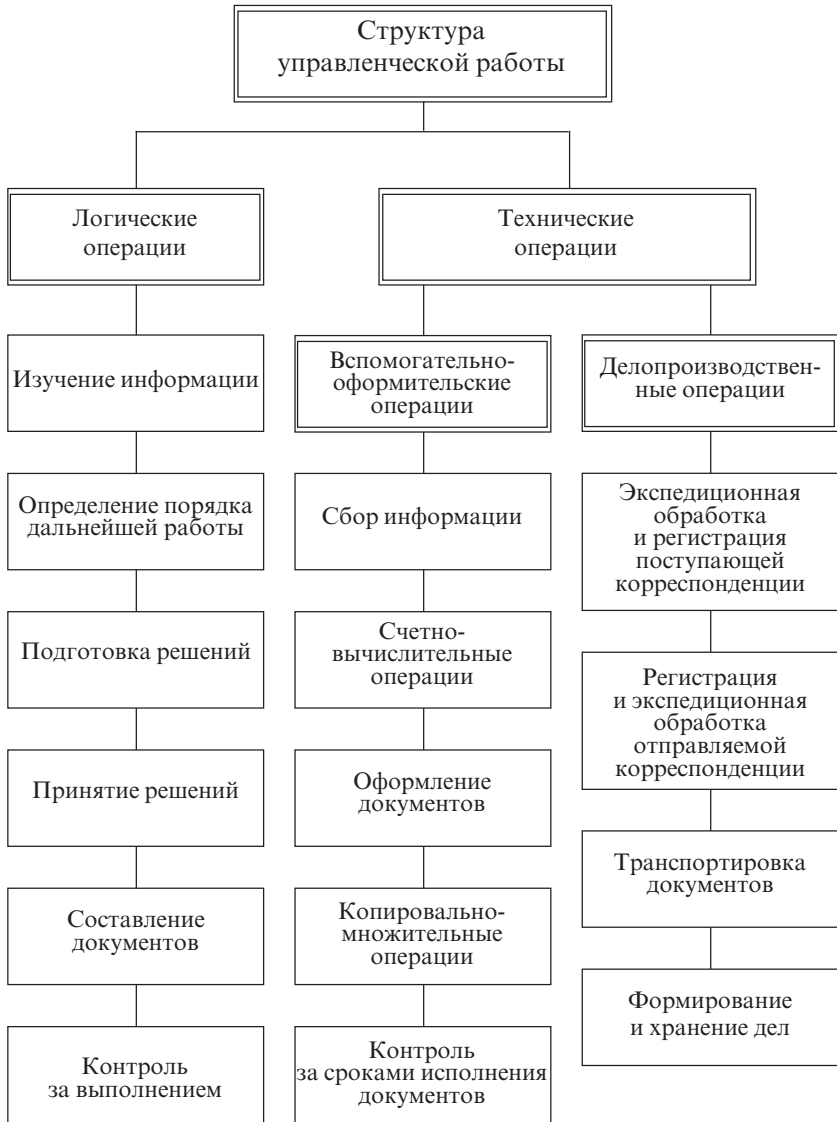 Структура
управленческой работы
Логические
операции
Технические
операции
Изучение информации
Вспомогательно-
оформительские
операции
Делопроизводствен-
ные операции
Определение порядка
дальнейшей работы
Сбор информации
Экспедиционная
обработка
и регистрация
поступающей
корреспонденции
Подготовка решений
Счетно-
вычислительные
операции
Регистрация
и экспедиционная
обработка
отправляемой
корреспонденции
Принятие решений
Оформление
документов
Транспортировка
документов
Составление
документов
Копировально-
множительные
операции
Формирование
и хранение дел
Контроль
за выполнением
Контроль
за сроками исполнения
документов